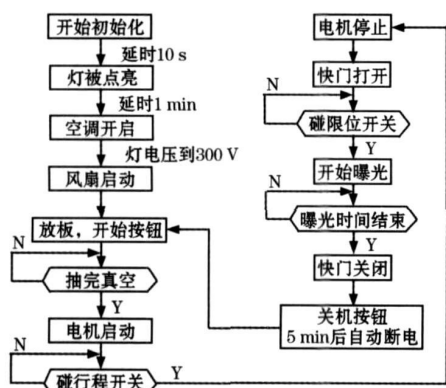 开始初始化
延时10 s
灯被点亮
延时1 min
空调开启
灯电压到300 V
风扇启动
放板，开始按钮
N
抽完真空
Y
电机启动
N
碰行程开关
Y
电机停止
快门打开
N
碰限位开关
Y
开始曝光
N
曝光时间结束
Y
快门关闭
关机按钮
5 min后自动断电